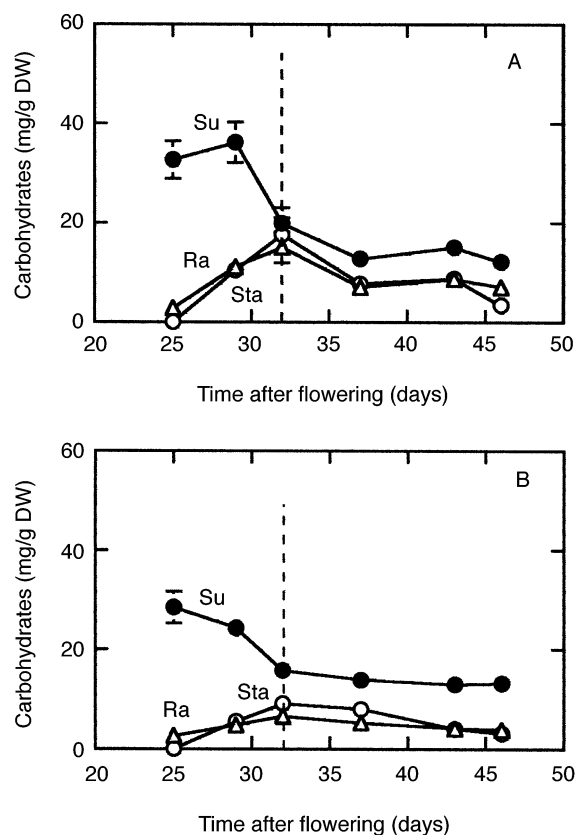 60
A
Carbohydrates (mg/g DW)
Su
40
20
Ra
Sta
0
20 25 30 35 40 45 50
Time after flowering (days)
60
B
Carbohydrates (mg/g DW)
40
Su
20
Sta
Ra
0
20 25 30 35 40 45 50
Time after flowering (days)